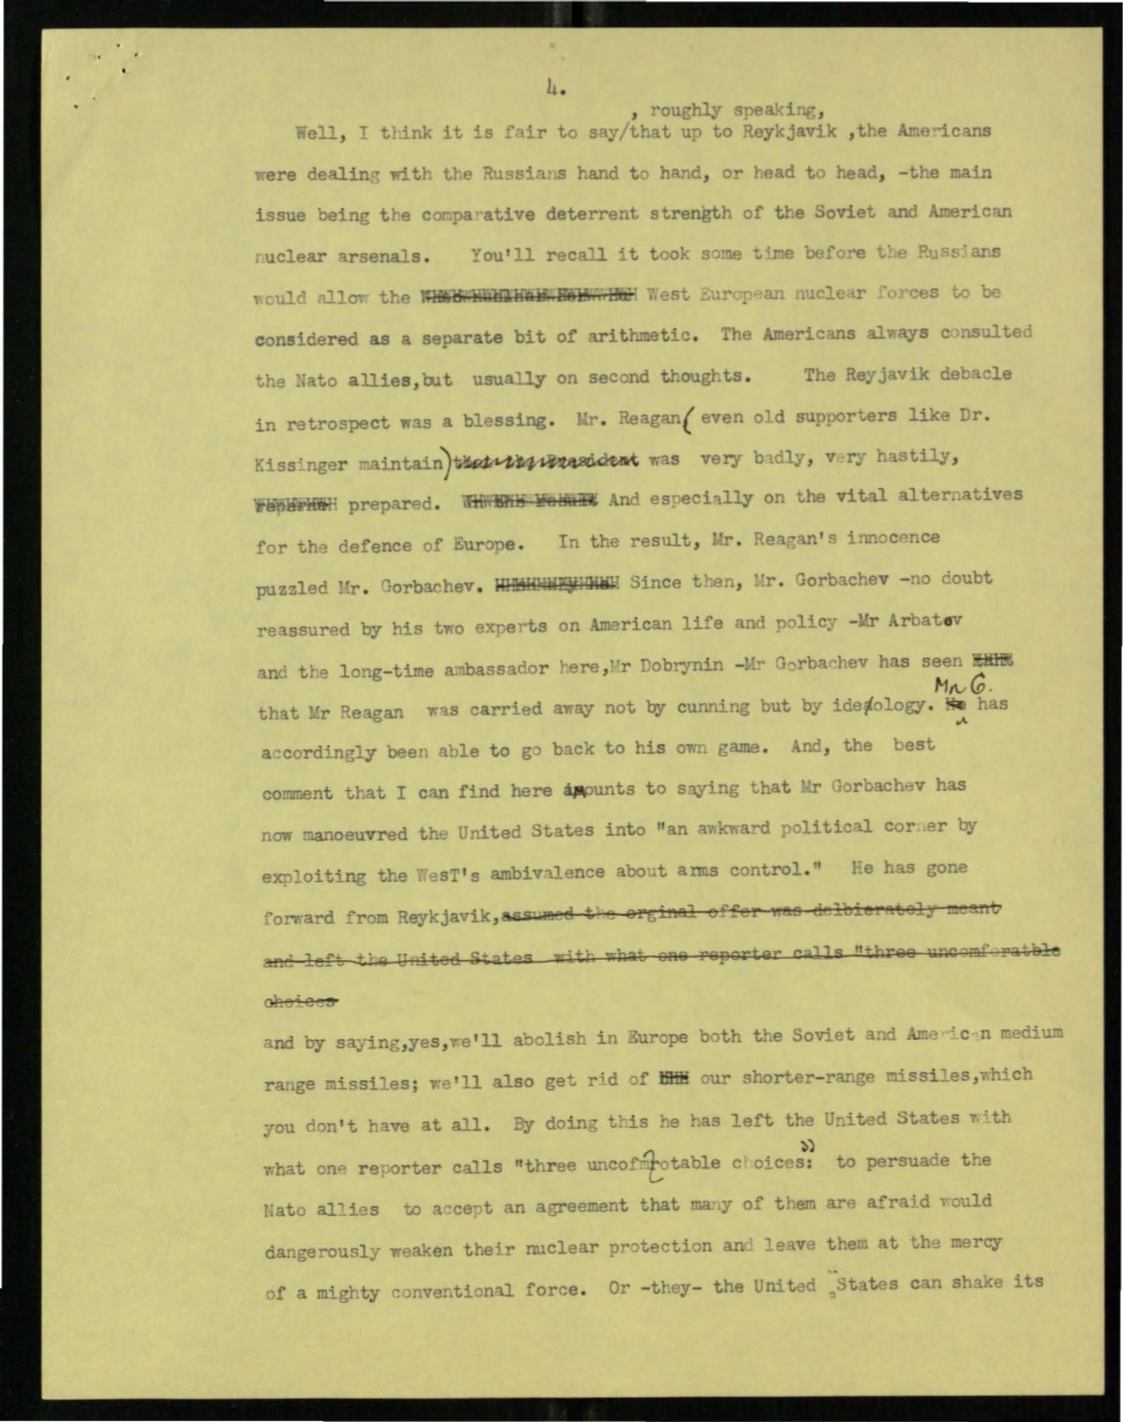 4.
, roughly speaking,
Well, I think it is fair to say/that up to Reykjavik ,the Americans
were dealing with the Russians hand to hand, or head to head, -the main
issue being the comparative deterrent strength of the Soviet and American
nuclear arsenals. You'll recall it took some time before the Russians
would allow the West European nuclear forces to be
considered as a separate bit of arithmetic. The Americans always consulted
the Nato allies,but usually on second thoughts. The Reyjavik debacle
in retrospect was a blessing. Mr. Reagan( even old supporters like Dr.
Kissinger maintain) that the President was very badly, very hastily,
prepared. And especially on the vital alternatives
for the defence of Europe. In the result, Mr. Reagan's innocence
puzzled Mr. Gorbachev. Since then, Mr. Gorbachev -no doubt
reassured by his two experts on American life and policy -Mr Arbatov
and the long-time ambassador here,Mr Dobrynin -Mr Gorbachev has seen
Mr G.
that Mr Reagan was carried away not by cunning but by ideology. He has
accordingly been able to go back to his own game. And, the best
comment that I can find here amounts to saying that Mr Gorbachev has
now manoeuvred the United States into "an awkward political corner by
exploiting the WesT's ambivalence about arms control." He has gone
forward from Reykjavik,assumed the orginal offer was delbierately meant
and left the United States with what one reporter calls "three uncomforatble
choices
and by saying,yes,we'll abolish in Europe both the Soviet and American medium
range missiles; we'll also get rid of our shorter-range missiles,which
you don't have at all. By doing this he has left the United States with
what one reporter calls "three uncofmrotable choices:" to persuade the
Nato allies to accept an agreement that many of them are afraid would
dangerously weaken their nuclear protection and leave them at the mercy
of a mighty conventional force. Or -they- the United States can shake its